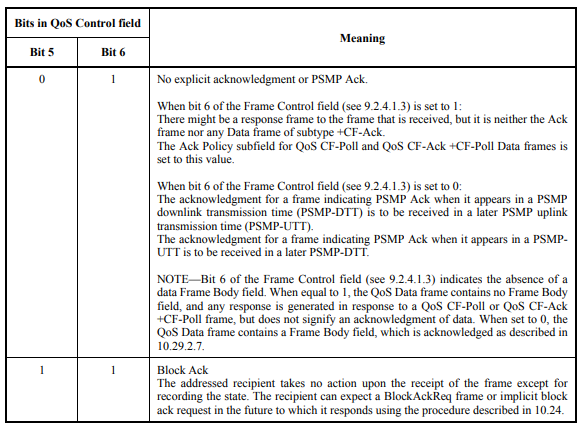 Bits in QoS Control field
Meaning
Bit 5
Bit 6
0
1
No explicit acknowledgment or PSMP Ack.
When bit 6 of the Frame Control field (see 9.2.4.1.3) is set to 1:
There might be a response frame to the frame that is received, but it is neither the Ack
frame nor any Data frame of subtype +CF-Ack.
The Ack Policy subfield for QoS CF-Poll and QoS CF-Ack +CF-Poll Data frames is
set to this value.
When bit 6 of the Frame Control field (see 9.2.4.1.3) is set to 0:
The acknowledgment for a frame indicating PSMP Ack when it appears in a PSMP
downlink transmission time (PSMP-DTT) is to be received in a later PSMP uplink
transmission time (PSMP-UTT).
The acknowledgment for a frame indicating PSMP Ack when it appears in a PSMP-
UTT is to be received in a later PSMP-DTT.
NOTE—Bit 6 of the Frame Control field (see 9.2.4.1.3) indicates the absence of a
data Frame Body field. When equal to 1, the QoS Data frame contains no Frame Body
field, and any response is generated in response to a QoS CF-Poll or QoS CF-Ack
+CF-Poll frame, but does not signify an acknowledgment of data. When set to 0, the
QoS Data frame contains a Frame Body field, which is acknowledged as described in
10.29.2.7.
1
1
Block Ack
The addressed recipient takes no action upon the receipt of the frame except for
recording the state. The recipient can expect a BlockAckReq frame or implicit block
ack request in the future to which it responds using the procedure described in 10.24.